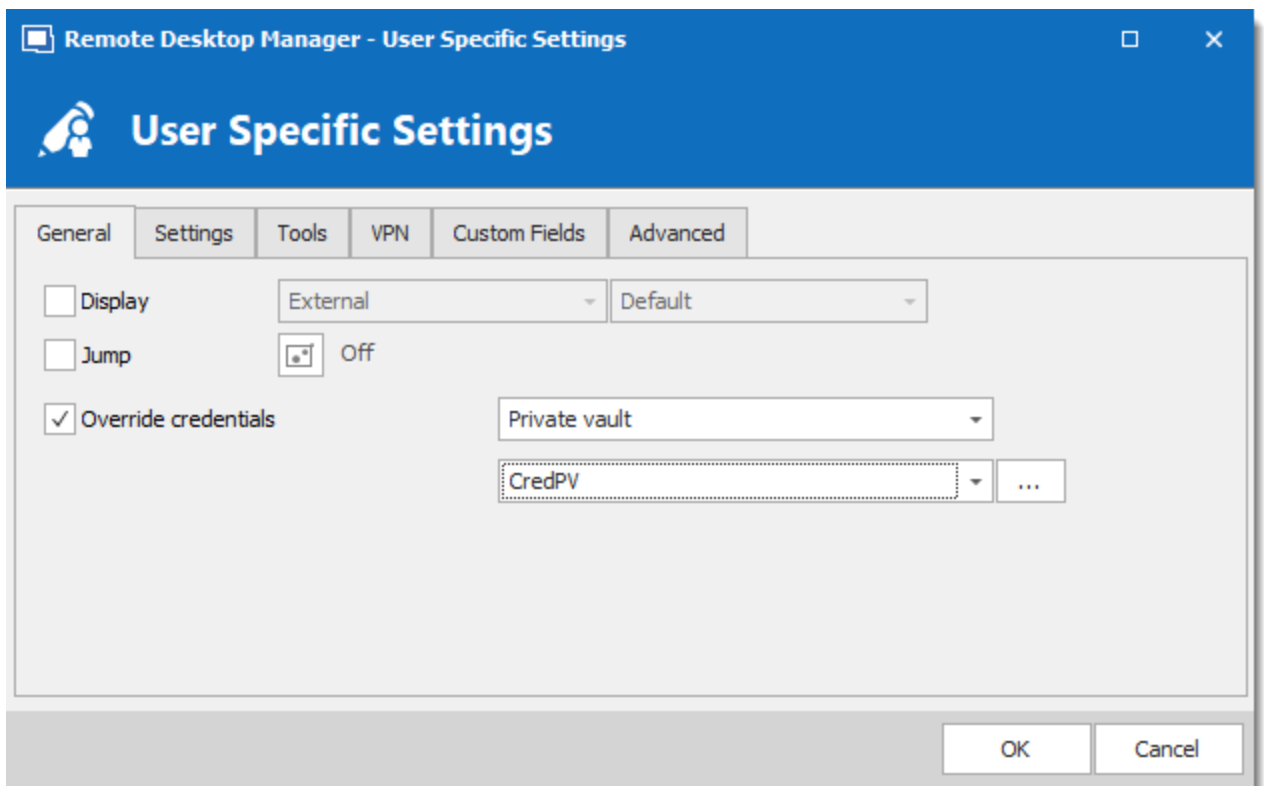 Remote Desktop Manager - User Specific Settings
User Specific Settings
General Settings Tools VPN Custom Fields Advanced
Display External Default
Jump Off
Override credentials Private vault
CredPV ...
OK Cancel